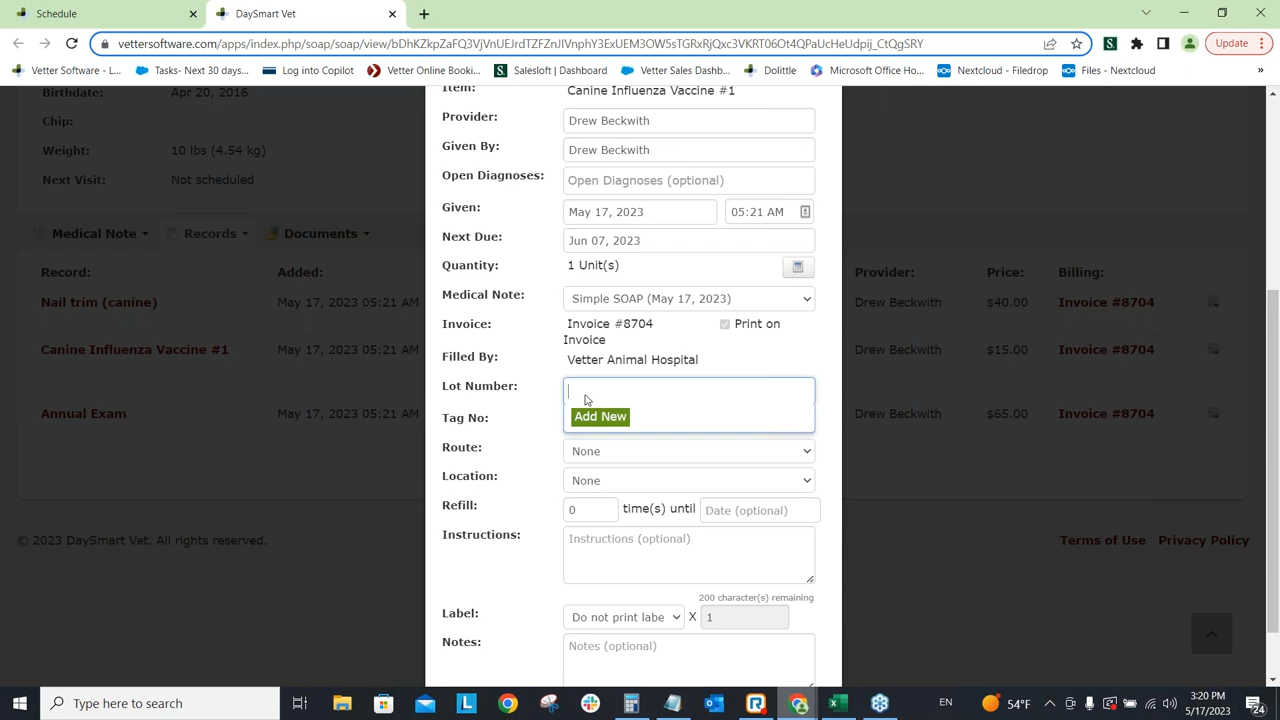 Schedule
DaySmart Vet
vettersoftware.com/apps/index.php/soap/soap/view/bDhKZkpZaFQ3VjVnUEJrdTZFZnJIVnphY3ExUEM3OW5sTGRxRjQxc3VKRT06Ot4QPaUcHeUdpij_CtQgSRY
Update
Vetter Software - L...
Tasks- Next 30 days...
Log into Copilot
Vetter Online Booki...
Salesloft | Dashboard
Vetter Sales Dashb...
Dolittle
Microsoft Office Ho...
Nextcloud - Filedrop
Files - Nextcloud
»
Birthdate: Apr 20, 2016
Chip:
Weight: 10 lbs (4.54 kg)
Next Visit: Not scheduled
Medical Note
Records
Documents
Record: Added: Provider: Price: Billing:
Nail trim (canine) May 17, 2023 05:21 AM Drew Beckwith $40.00 Invoice #8704
Canine Influenza Vaccine #1 May 17, 2023 05:21 AM Drew Beckwith $15.00 Invoice #8704
Annual Exam May 17, 2023 05:21 AM Drew Beckwith $65.00 Invoice #8704
Item: Canine Influenza Vaccine #1
Provider: Drew Beckwith
Given By: Drew Beckwith
Open Diagnoses: Open Diagnoses (optional)
Given: May 17, 2023 05:21 AM
Next Due: Jun 07, 2023
Quantity: 1 Unit(s)
Medical Note: Simple SOAP (May 17, 2023)
Invoice: Invoice #8704 Print on
Invoice
Filled By: Vetter Animal Hospital
Lot Number:
Add New
Tag No:
Route: None
Location: None
Refill: 0 time(s) until Date (optional)
Instructions: Instructions (optional)
200 character(s) remaining
Label: Do not print labe X 1
Notes: Notes (optional)
© 2023 DaySmart Vet. All rights reserved.
Terms of Use Privacy Policy
Type here to search
EN
54°F
3:20 PM
5/17/2023
24